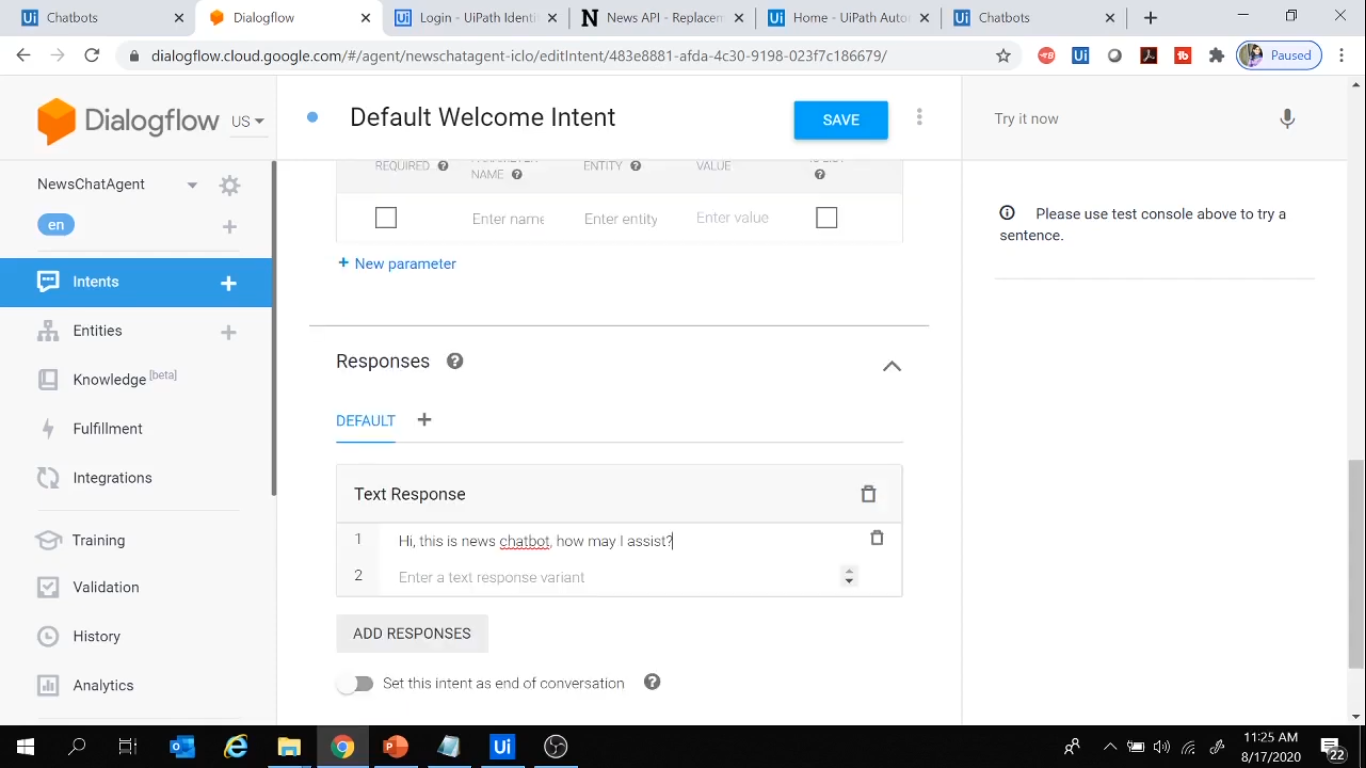 Chatbots
Dialogflow
Login - UiPath Identi
News API - Replacem
Home - UiPath Auto
Chatbots
dialogflow.cloud.google.com/#/agent/newschatagent-iclo/editIntent/483e8881-afda-4c30-9198-023f7c186679/
Paused
Dialogflow
US
Default Welcome Intent
SAVE
Try it now
NewsChatAgent
en
Intents
Entities
Knowledge [beta]
Fulfillment
Integrations
Training
Validation
History
Analytics
REQUIRED
PARAMETER
NAME
ENTITY
VALUE
IS LIST
Enter name
Enter entity
Enter value
+ New parameter
Responses
DEFAULT
Text Response
1 Hi, this is news chatbot, how may I assist?
2 Enter a text response variant
ADD RESPONSES
Set this intent as end of conversation
Please use test console above to try a
sentence.
11:25 AM
8/17/2020
22